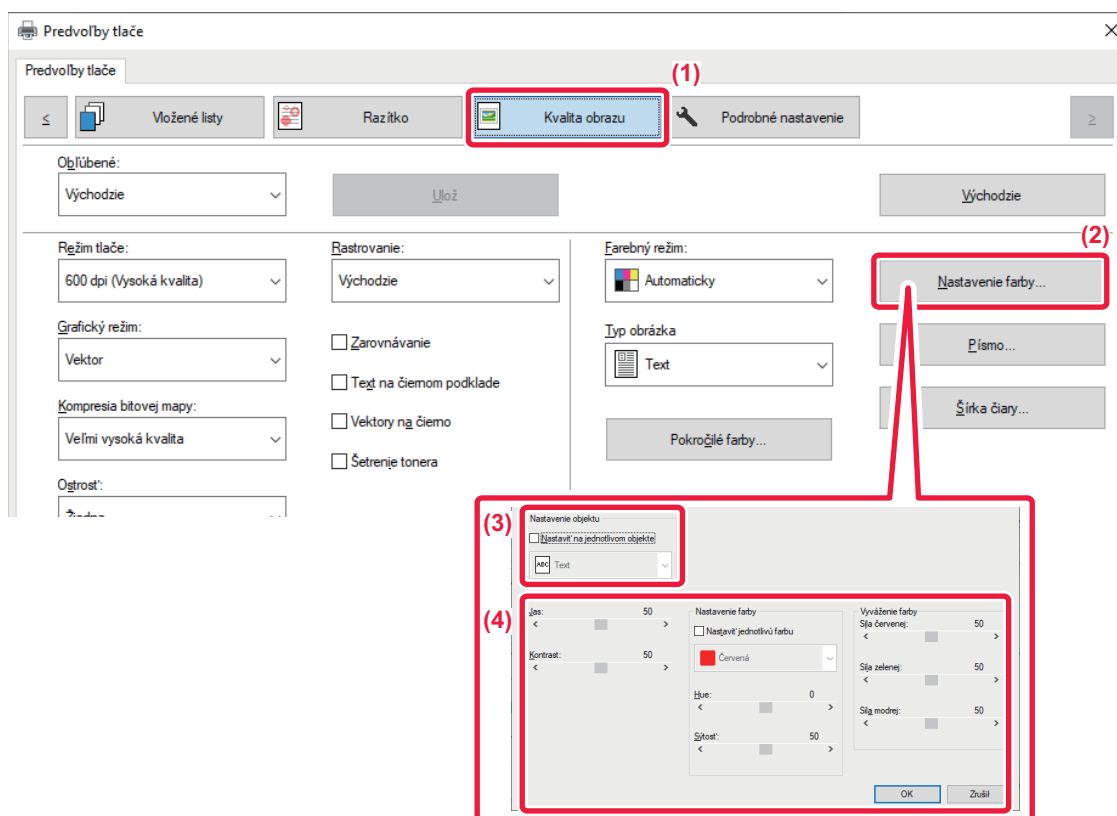 Predvoľby tlače
Predvoľby tlače
(1)
<
Vložené listy
Razítko
Kvalita obrazu
Podrobné nastavenie
>
Obľúbené:
Východzie
Ulož
Východzie
(2)
Režim tlače:
Rastrovanie:
Farebný režim:
600 dpi (Vysoká kvalita)
Východzie
Automaticky
Nastavenie farby...
Grafický režim:
Zarovnávanie
Typ obrázka
Písmo...
Vektor
Text
Text na čiernom podklade
Kompresia bitovej mapy:
Vektory na čierno
Šírka čiary...
Veľmi vysoká kvalita
Pokročilé farby...
Šetrenie tonera
Ostrosť:
Žiadna
(3)
Nastavenie objektu
Nastaviť na jednotlivom objekte
ABC Text
(4)
Jas: 50
Kontrast: 50
Nastavenie farby
Nastaviť jednotlivú farbu
Červená
Hue: 0
Sýtosť: 50
Vyváženie farby
Sila červenej: 50
Sila zelenej: 50
Sila modrej: 50
OK
Zrušiť